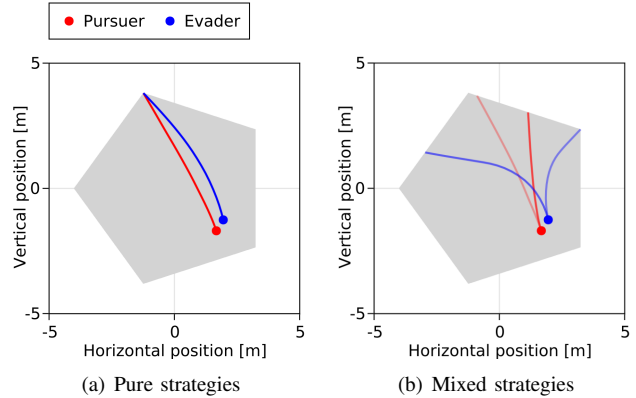 Pursuer Evader
5
0
-5
-5 0 5
Vertical position [m]
Horizontal position [m]
(a) Pure strategies
5
0
-5
-5 0 5
Vertical position [m]
Horizontal position [m]
(b) Mixed strategies